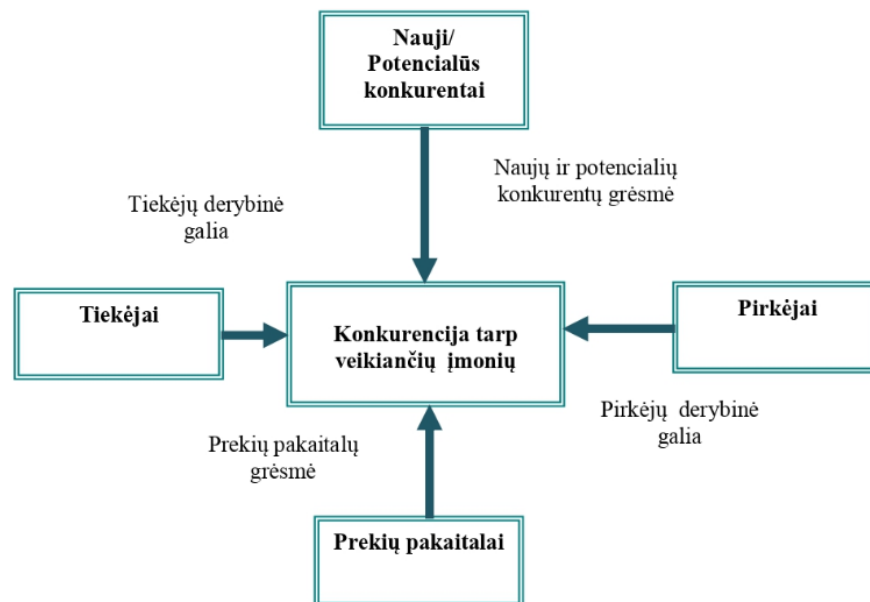 Nauji/
Potencialūs
konkurentai
Naujų ir potencialių
konkurentų grėsmė
Tiekėjų derybinė
galia
Tiekėjai
Konkurencija tarp
veikiančių įmonių
Pirkėjai
Pirkėjų derybinė
galia
Prekių pakaitalų
grėsmė
Prekių pakaitalai